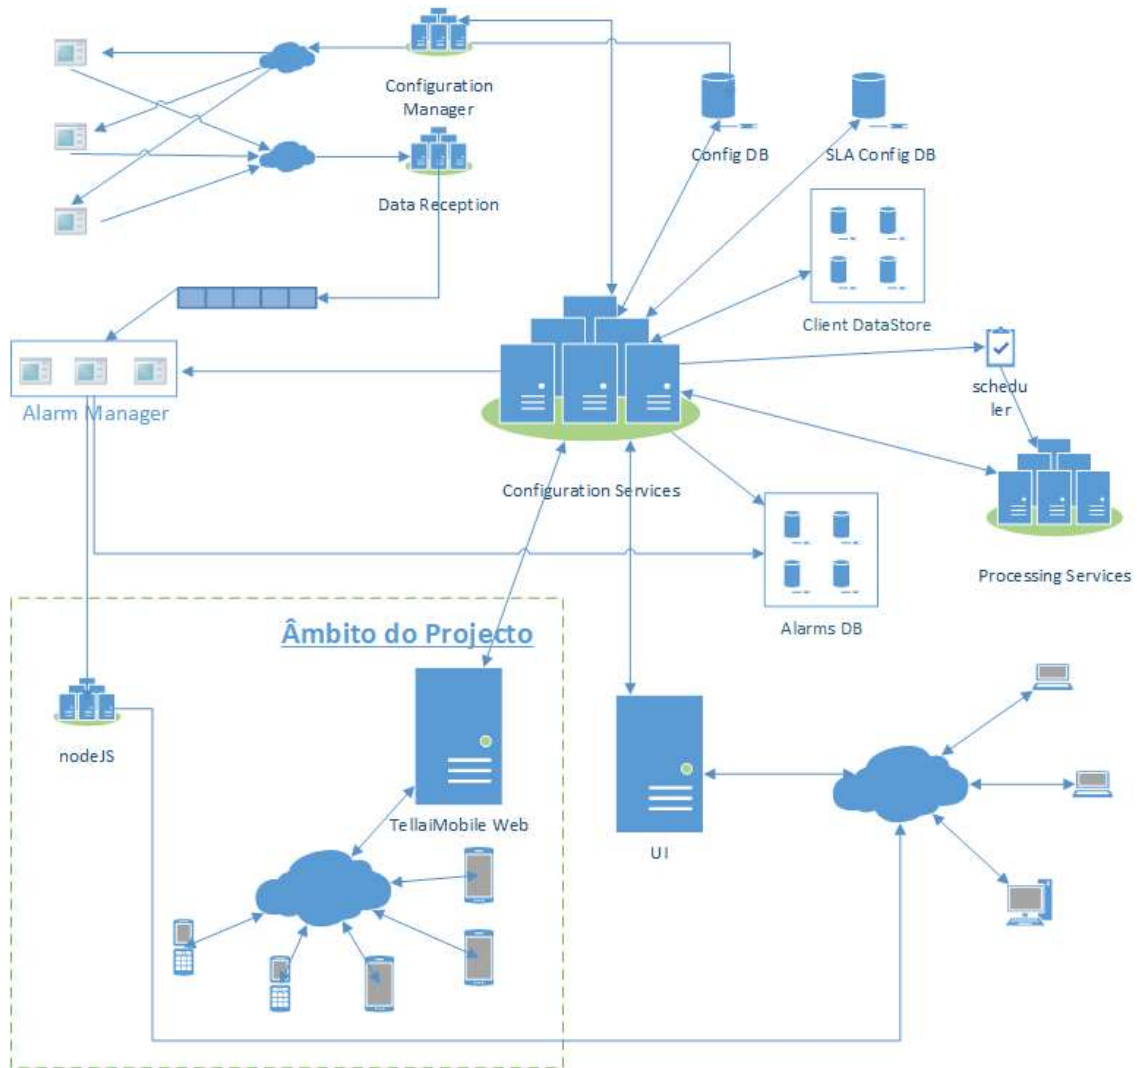 Configuration
Manager
Config DB
SLA Config DB
Data Reception
Client DataStore
schedu
ler
Alarm Manager
Configuration Services
Processing Services
Alarms DB
Âmbito do Projecto
nodeJS
TellaiMobile Web
UI